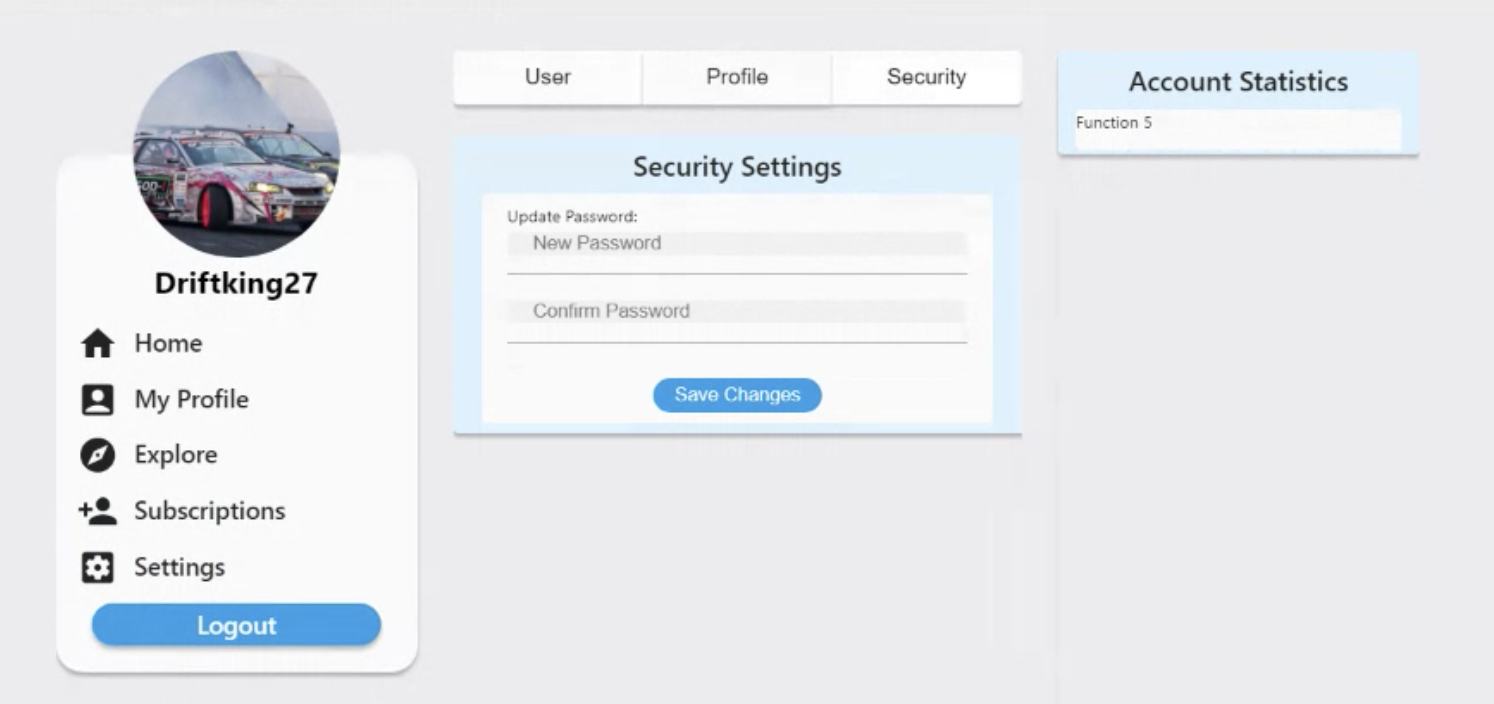 Driftking27
Home
My Profile
Explore
Subscriptions
Settings
Logout
User
Profile
Security
Security Settings
Update Password:
New Password
Confirm Password
Save Changes
Account Statistics
Function 5